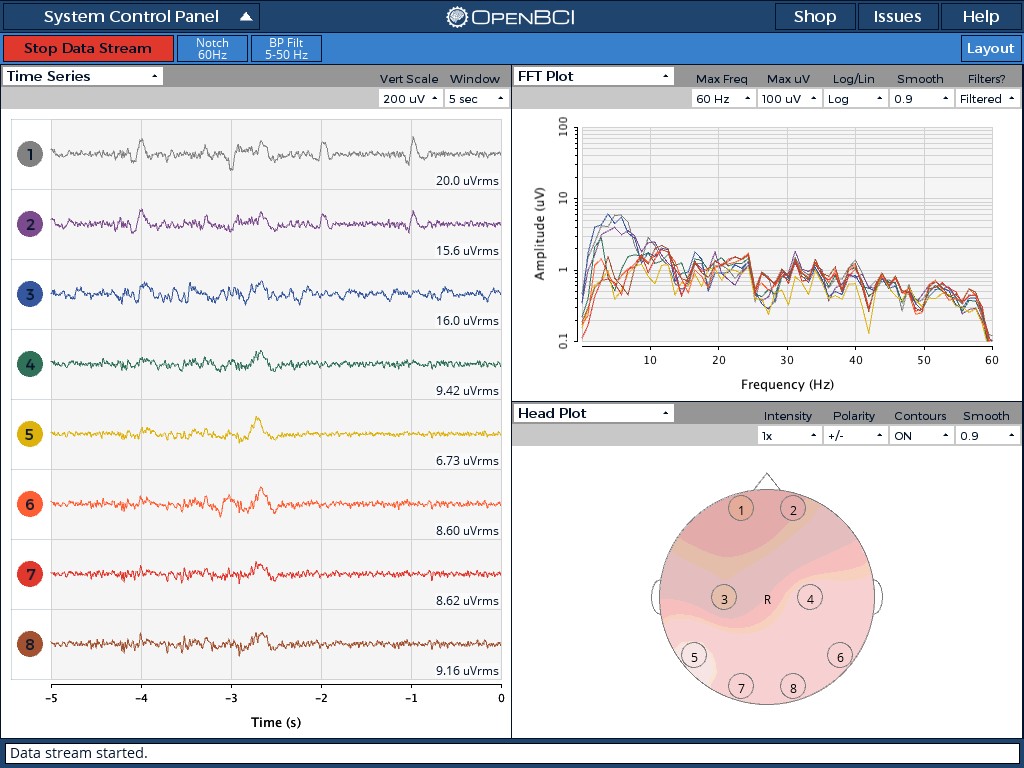 System Control Panel
OpenBCI
Shop
Issues
Help
Stop Data Stream
Notch
60Hz
BP Filt
5-50 Hz
Layout
Time Series
Vert Scale
Window
200 uV
5 sec
1
20.0 uVrms
2
15.6 uVrms
3
16.0 uVrms
4
9.42 uVrms
5
6.73 uVrms
6
8.60 uVrms
7
8.62 uVrms
8
9.16 uVrms
-5 -4 -3 -2 -1 0
Time (s)
FFT Plot
Max Freq Max uV Log/Lin Smooth Filters?
60 Hz 100 uV Log 0.9 Filtered
100
10
1
0.1
Amplitude (uV)
10 20 30 40 50 60
Frequency (Hz)
Head Plot
Intensity Polarity Contours Smooth
1x +/- ON 0.9
1 2
3 R 4
5 6
7 8
Data stream started.